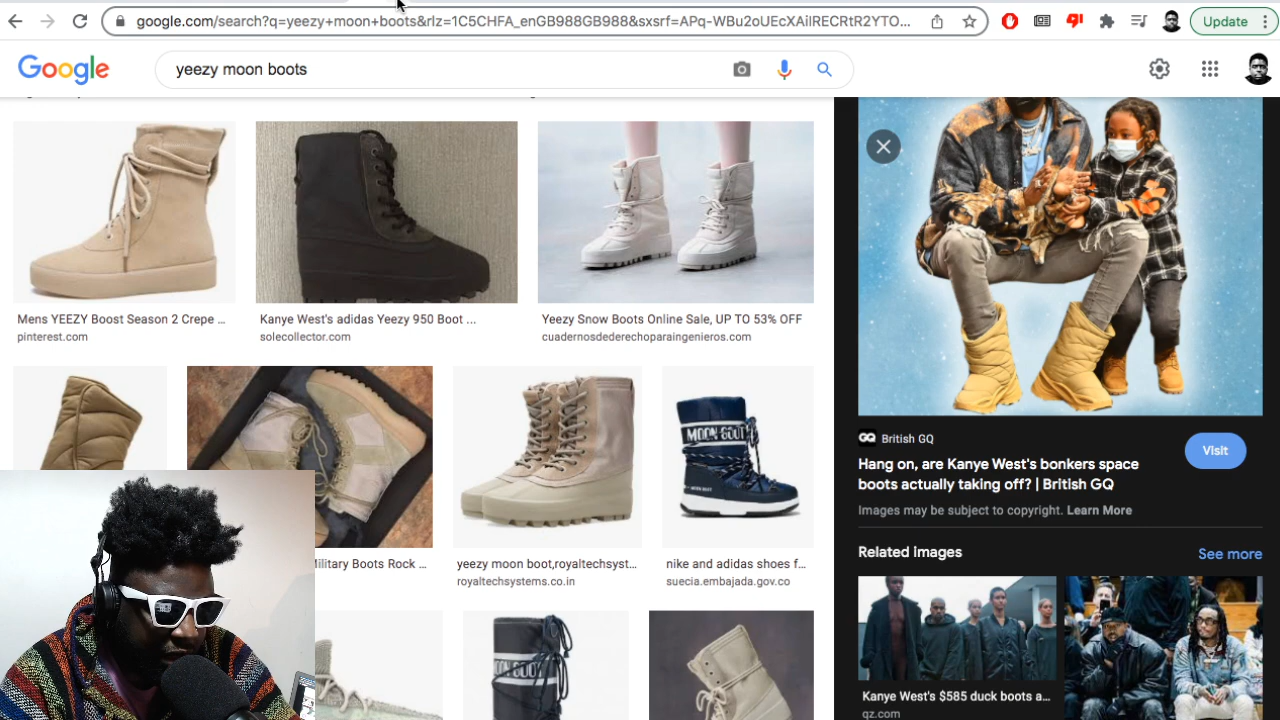 google.com/search?q=yeezy+moon+boots&rlz=1C5CHFA_enGB988GB988&sxsrf=APq-WBu2oUEcXAilRECRtR2YTO...
Update
Google
yeezy moon boots
Mens YEEZY Boost Season 2 Crepe ...
pinterest.com
Kanye West's adidas Yeezy 950 Boot ...
solecollector.com
Yeezy Snow Boots Online Sale, UP TO 53% OFF
cuadernosdederechoparaingenieros.com
MOON BOOT
Military Boots Rock ...
yeezy moon boot,royaltechsyst...
royaltechsystems.co.in
nike and adidas shoes f...
suecia.embajada.gov.co
GQ British GQ
Visit
Hang on, are Kanye West's bonkers space
boots actually taking off? | British GQ
Images may be subject to copyright. Learn More
Related images
See more
Kanye West's $585 duck boots a...
qz.com